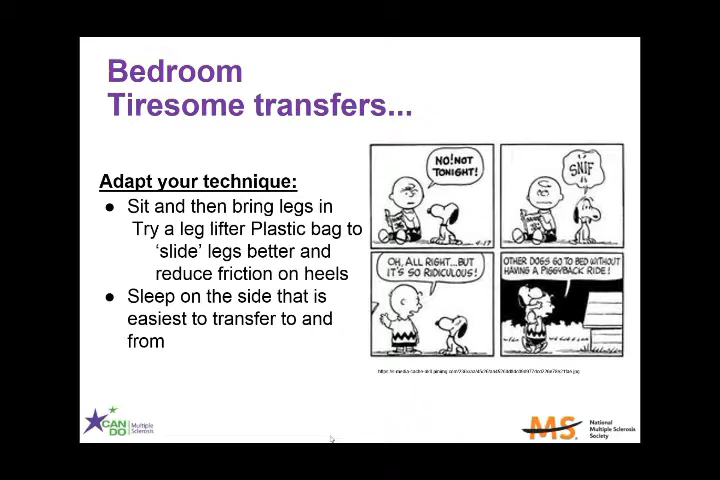 Bedroom
Tiresome transfers...
Adapt your technique:
● Sit and then bring legs in
Try a leg lifter Plastic bag to
‘slide’ legs better and
reduce friction on heels
● Sleep on the side that is
easiest to transfer to and
from
NO! NOT
TONIGHT!
4-17
SNIF
OH, ALL RIGHT...BUT
IT'S SO RIDICULOUS!
OTHER DOGS GO TO BED WITHOUT
HAVING A PIGGYBACK RIDE!
CAN
DO
Multiple
Sclerosis
MS
National
Multiple Sclerosis
Society